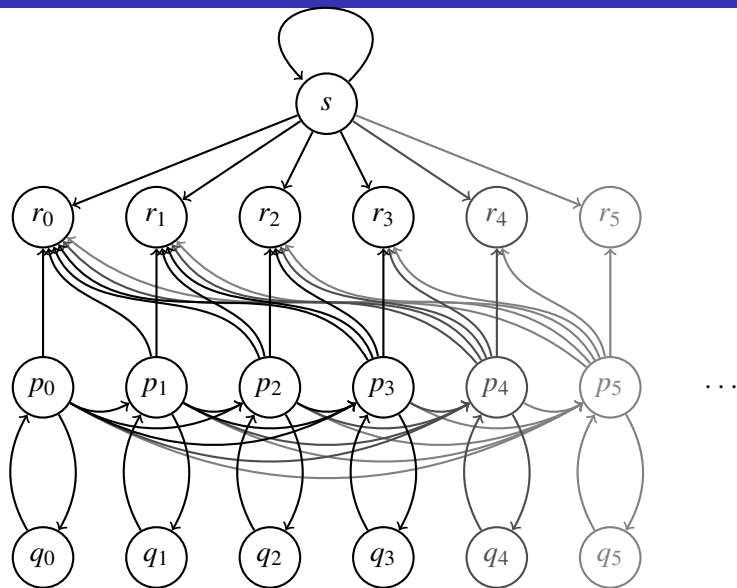 s
r₀ r₁ r₂ r₃ r₄ r₅
p₀ p₁ p₂ p₃ p₄ p₅ ...
q₀ q₁ q₂ q₃ q₄ q₅